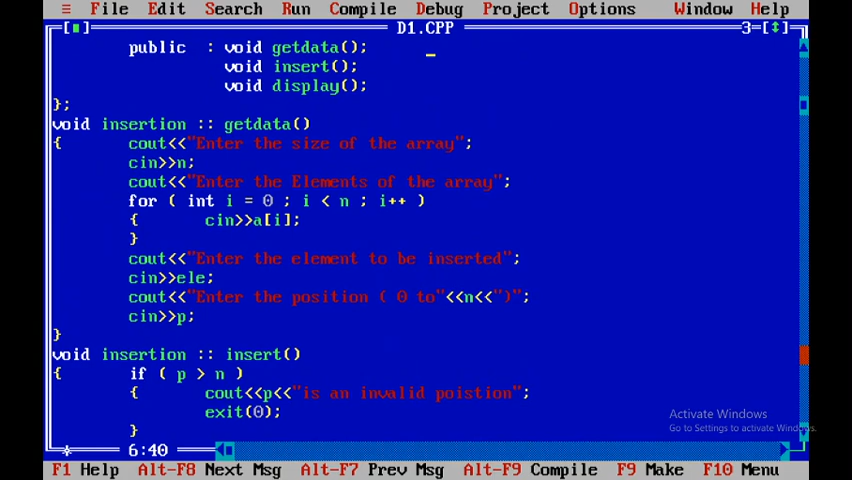 ≡ File Edit Search Run Compile Debug Project Options Window Help
[■] D1.CPP 3=[↕]
public : void getdata();
void insert();
void display();
};
void insertion :: getdata()
{ cout<<"Enter the size of the array";
cin>>n;
cout<<"Enter the Elements of the array";
for ( int i = 0 ; i < n ; i++ )
{ cin>>a[i];
}
cout<<"Enter the element to be inserted";
cin>>ele;
cout<<"Enter the position ( 0 to"<<n<<")";
cin>>p;
}
void insertion :: insert()
{ if ( p > n )
{ cout<<p<<"is an invalid poistion";
exit(0);
}
Activate Windows
Go to Settings to activate Windows.
6:40
F1 Help Alt-F8 Next Msg Alt-F7 Prev Msg Alt-F9 Compile F9 Make F10 Menu